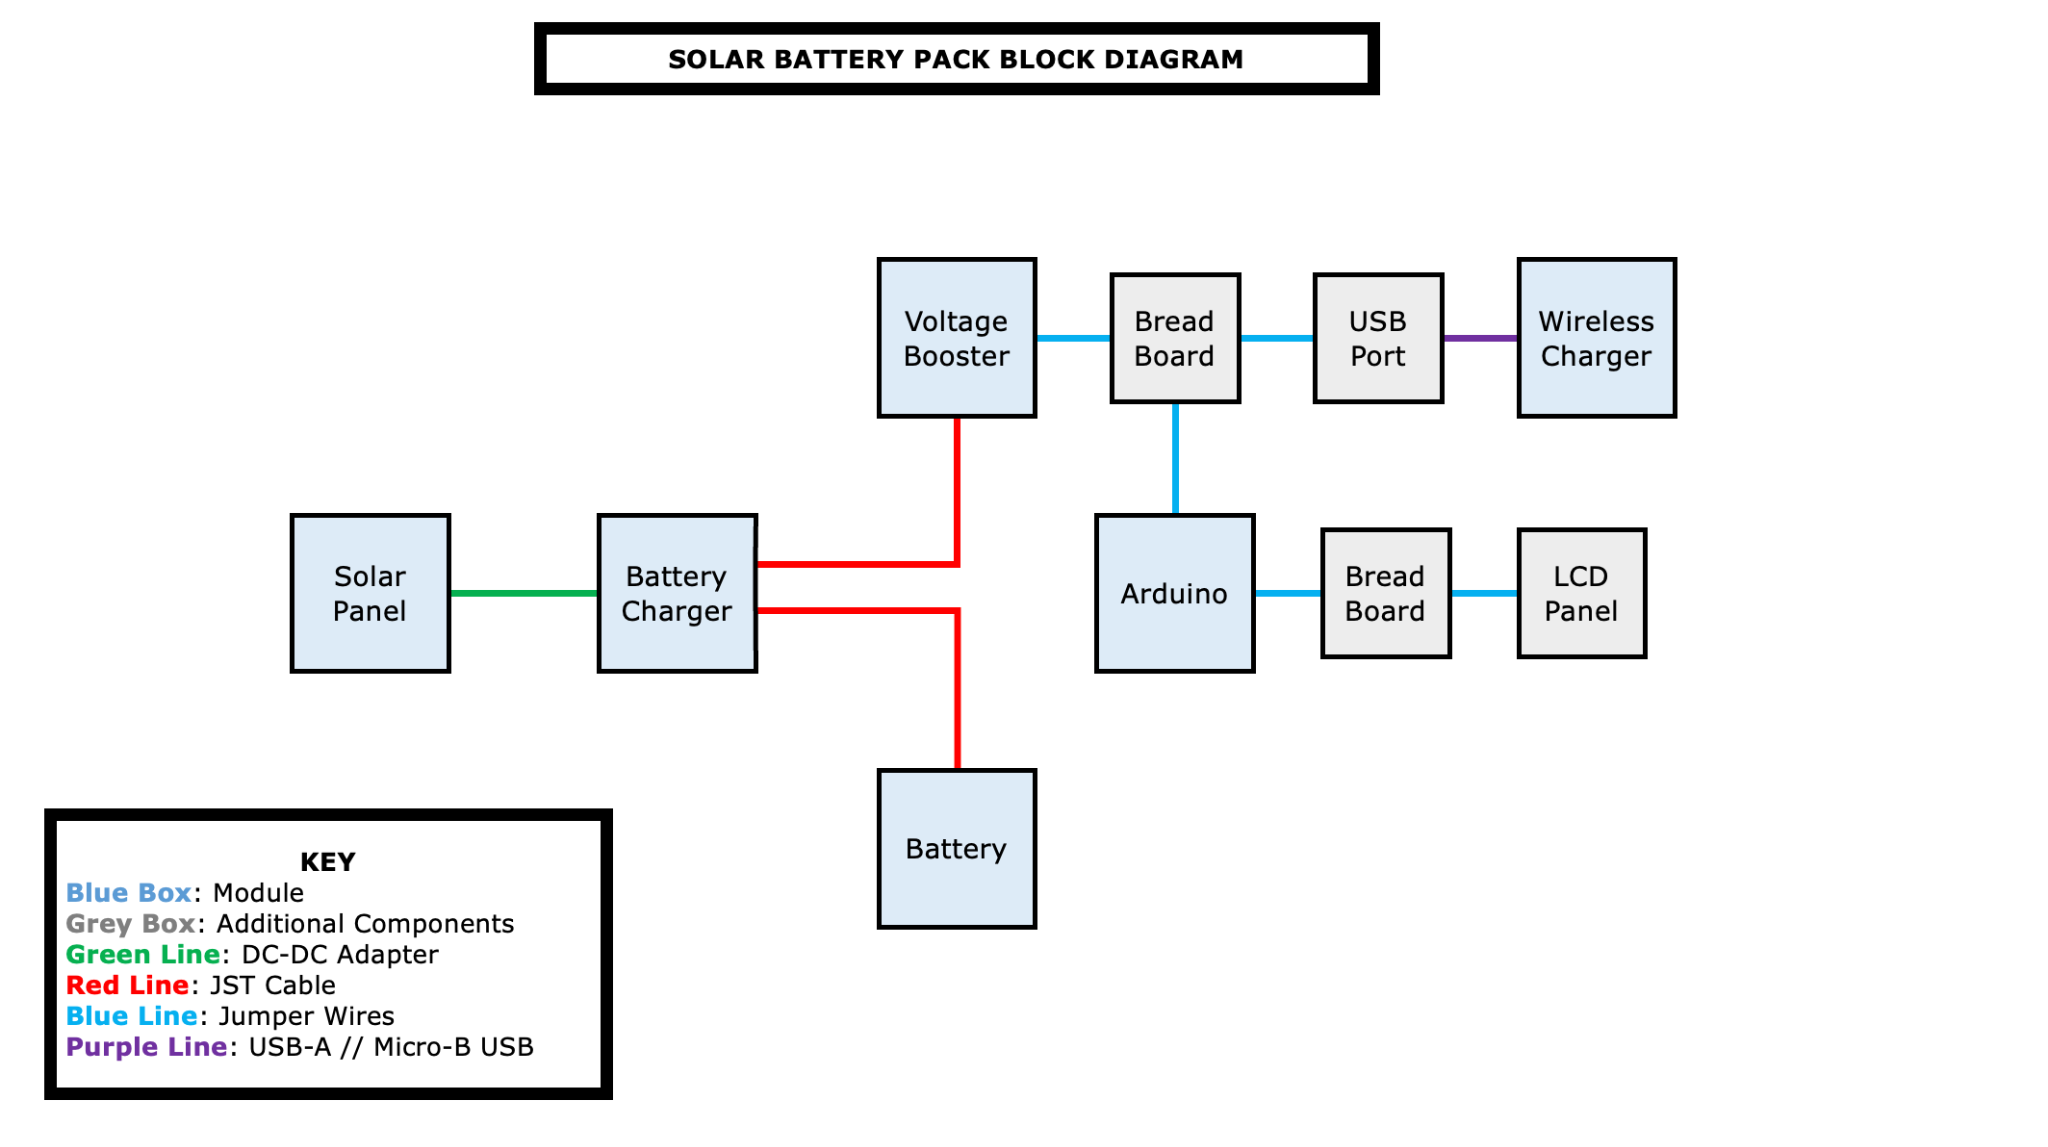 SOLAR BATTERY PACK BLOCK DIAGRAM
Voltage
Booster
Bread
Board
USB
Port
Wireless
Charger
Solar
Panel
Battery
Charger
Arduino
Bread
Board
LCD
Panel
Battery
KEY
Blue Box: Module
Grey Box: Additional Components
Green Line: DC-DC Adapter
Red Line: JST Cable
Blue Line: Jumper Wires
Purple Line: USB-A // Micro-B USB